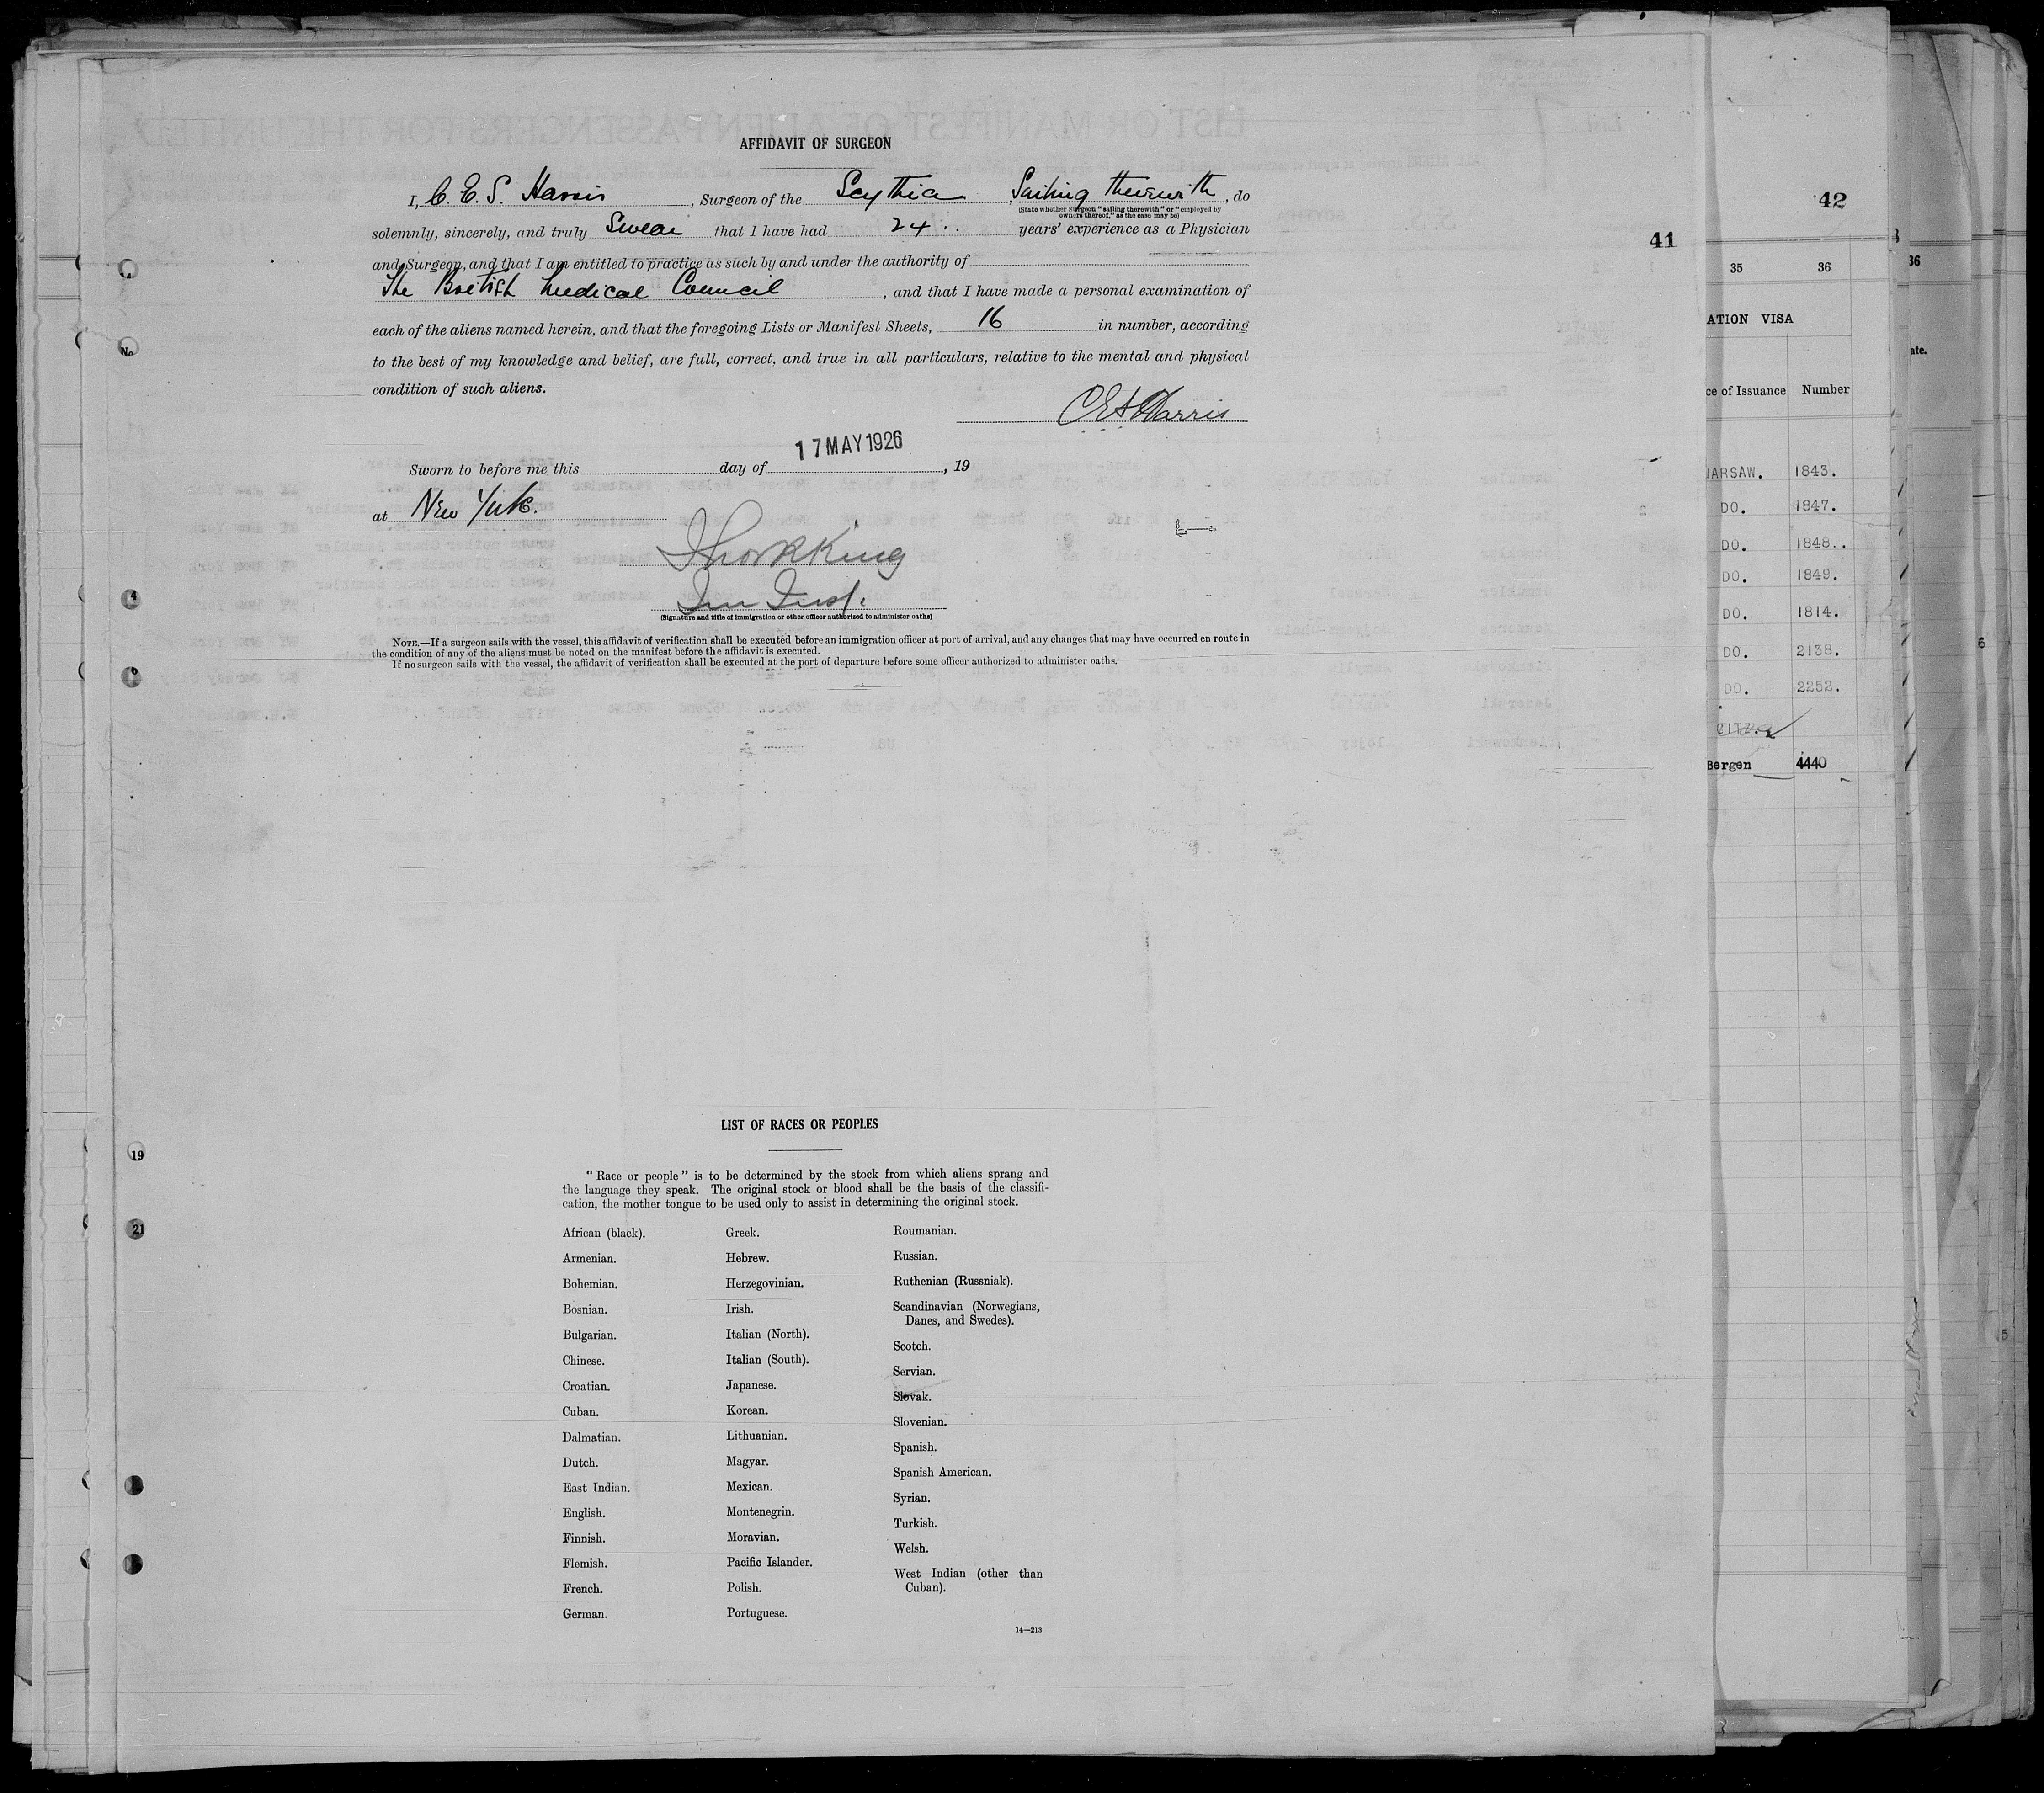 AFFIDAVIT OF SURGEON
I, C. E. S. Harris, Surgeon of the Scythia, Sailing therewith, do
(State whether Surgeon "sailing therewith" or "employed by
owners thereof," as the case may be)
solemnly, sincerely, and truly Swear that I have had 24 years' experience as a Physician
and Surgeon, and that I am entitled to practice as such by and under the authority of
The British Medical Council, and that I have made a personal examination of
each of the aliens named herein, and that the foregoing Lists or Manifest Sheets, 16 in number, according
to the best of my knowledge and belief, are full, correct, and true in all particulars, relative to the mental and physical
condition of such aliens.
CES Harris
17 MAY 1926
Sworn to before me this day of , 19
at New York.
King
Imm Insp.
(Signature and title of immigration or other officer authorized to administer oaths)
NOTE.—If a surgeon sails with the vessel, this affidavit of verification shall be executed before an immigration officer at port of arrival, and any changes that may have occurred en route in
the condition of any of the aliens must be noted on the manifest before the affidavit is executed.
If no surgeon sails with the vessel, the affidavit of verification shall be executed at the port of departure before some officer authorized to administer oaths.
LIST OF RACES OR PEOPLES
"Race or people" is to be determined by the stock from which aliens sprang and
the language they speak. The original stock or blood shall be the basis of the classifi-
cation, the mother tongue to be used only to assist in determining the original stock.
African (black).
Armenian.
Bohemian.
Bosnian.
Bulgarian.
Chinese.
Croatian.
Cuban.
Dalmatian.
Dutch.
East Indian.
English.
Finnish.
Flemish.
French.
German.
Greek.
Hebrew.
Herzegovinian.
Irish.
Italian (North).
Italian (South).
Japanese.
Korean.
Lithuanian.
Magyar.
Mexican.
Montenegrin.
Moravian.
Pacific Islander.
Polish.
Portuguese.
Roumanian.
Russian.
Ruthenian (Russniak).
Scandinavian (Norwegians,
Danes, and Swedes).
Scotch.
Servian.
Slovak.
Slovenian.
Spanish.
Spanish American.
Syrian.
Turkish.
Welsh.
West Indian (other than
Cuban).
14—213
41
No
4
19
21
42
35 36
ATION VISA
ce of Issuance Number
ARSAW. 1843.
DO. 1847.
DO. 1848.
DO. 1849.
DO. 1814.
DO. 2138.
DO. 2252.
CITZ.
Bergen 4440
36
ate.
6
5